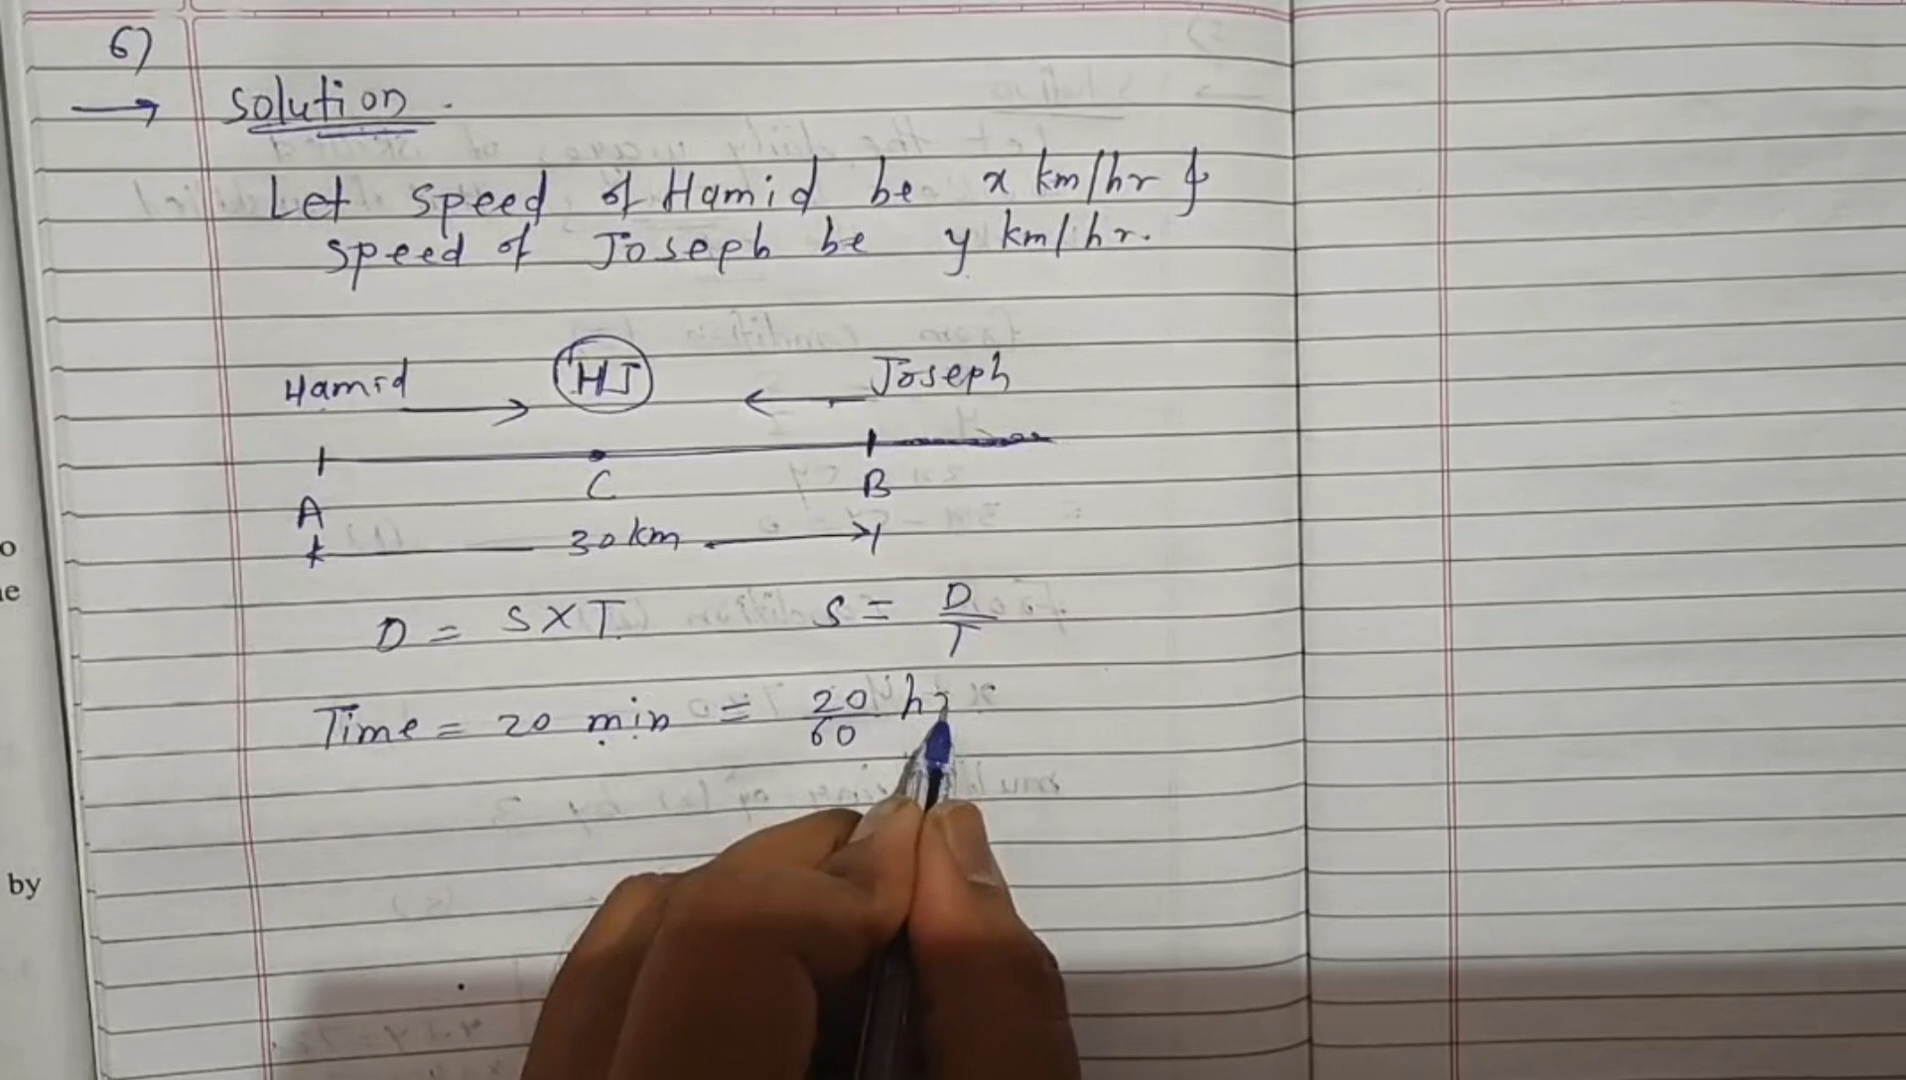 6)
→ Solution.
Let speed of Hamid be x km/hr &
speed of Joseph be y km/hr.
Hamid HJ Joseph
A C B
30 km
D = S × T S = D/T
Time = 20 min = 20/60 hr
by